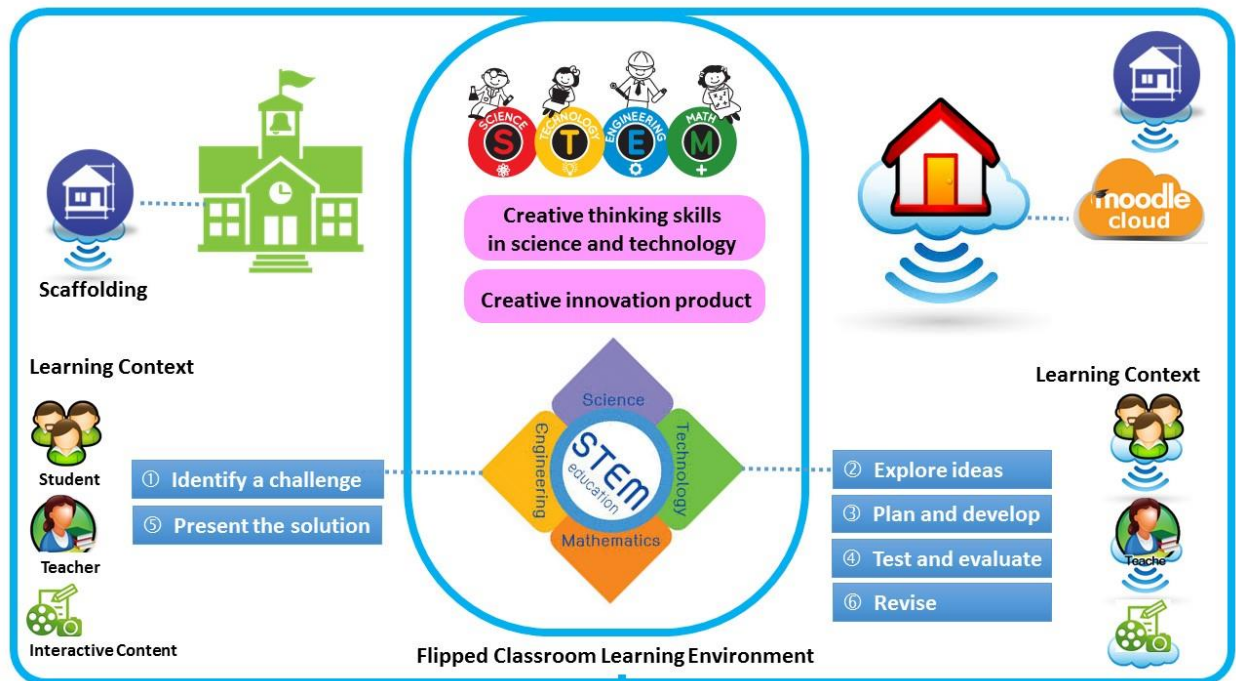 SCIENCE
S
TECHNOLOGY
T
ENGINEERING
E
MATH
M
Creative thinking skills
in science and technology
Creative innovation product
Scaffolding
moodle
cloud
Learning Context
Student
Teacher
Interactive Content
① Identify a challenge
⑤ Present the solution
Science
Engineering
STEM
education
Technology
Mathematics
② Explore ideas
③ Plan and develop
④ Test and evaluate
⑥ Revise
Learning Context
Teache
Flipped Classroom Learning Environment